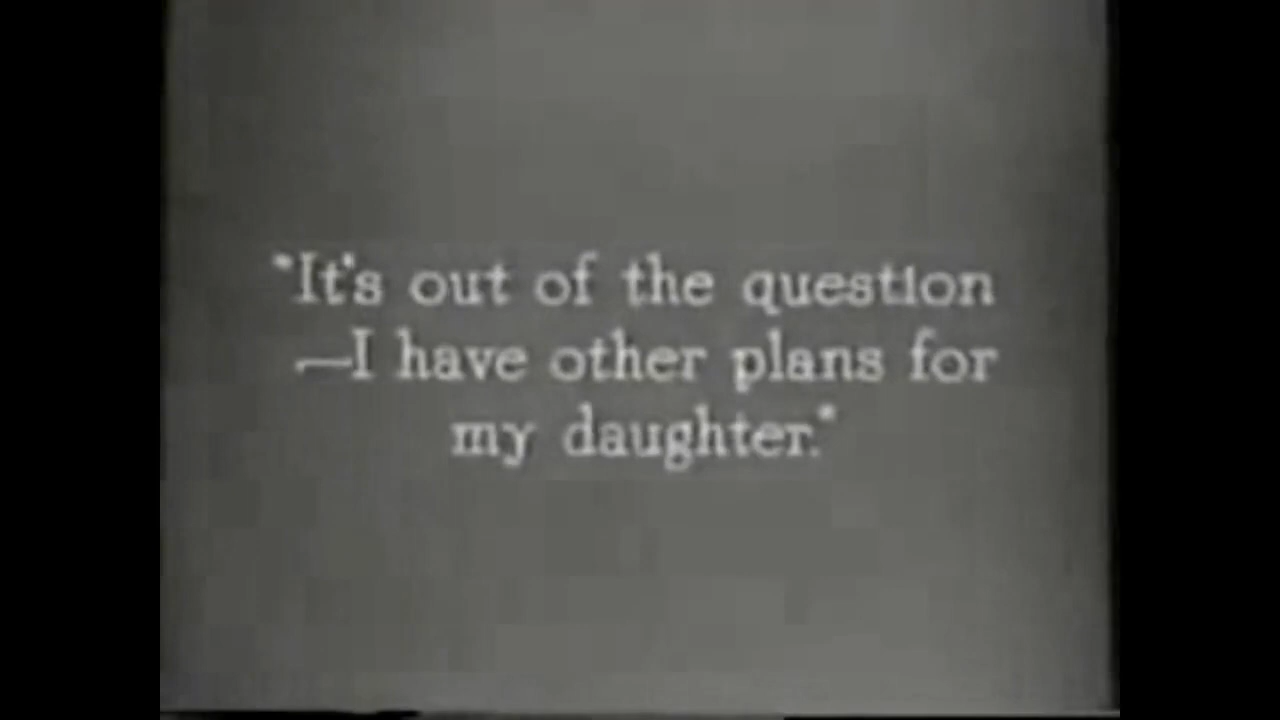 "It's out of the question
—I have other plans for
my daughter."